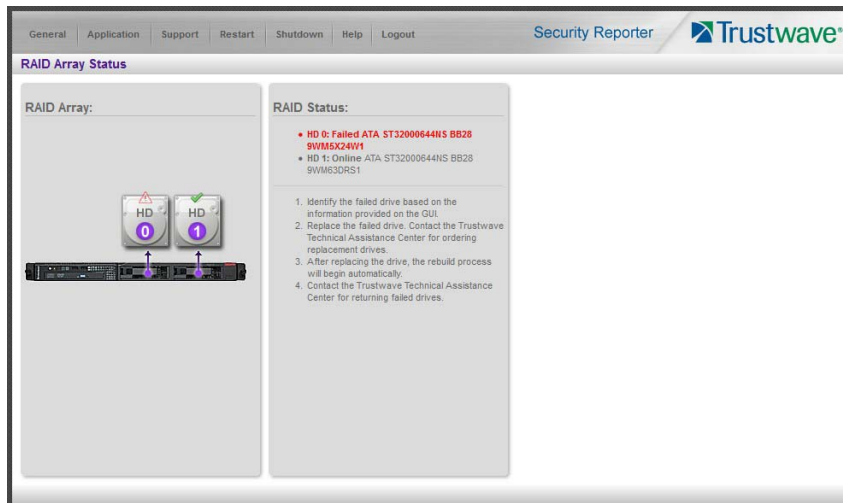 General Application Support Restart Shutdown Help Logout
Security Reporter
Trustwave®
RAID Array Status
RAID Array:
HD 0
HD 1
RAID Status:
• HD 0: Failed ATA ST32000644NS BB28
9WM5X24W1
• HD 1: Online ATA ST32000644NS BB28
9WM63DRS1
1. Identify the failed drive based on the
information provided on the GUI.
2. Replace the failed drive. Contact the Trustwave
Technical Assistance Center for ordering
replacement drives.
3. After replacing the drive, the rebuild process
will begin automatically.
4. Contact the Trustwave Technical Assistance
Center for returning failed drives.